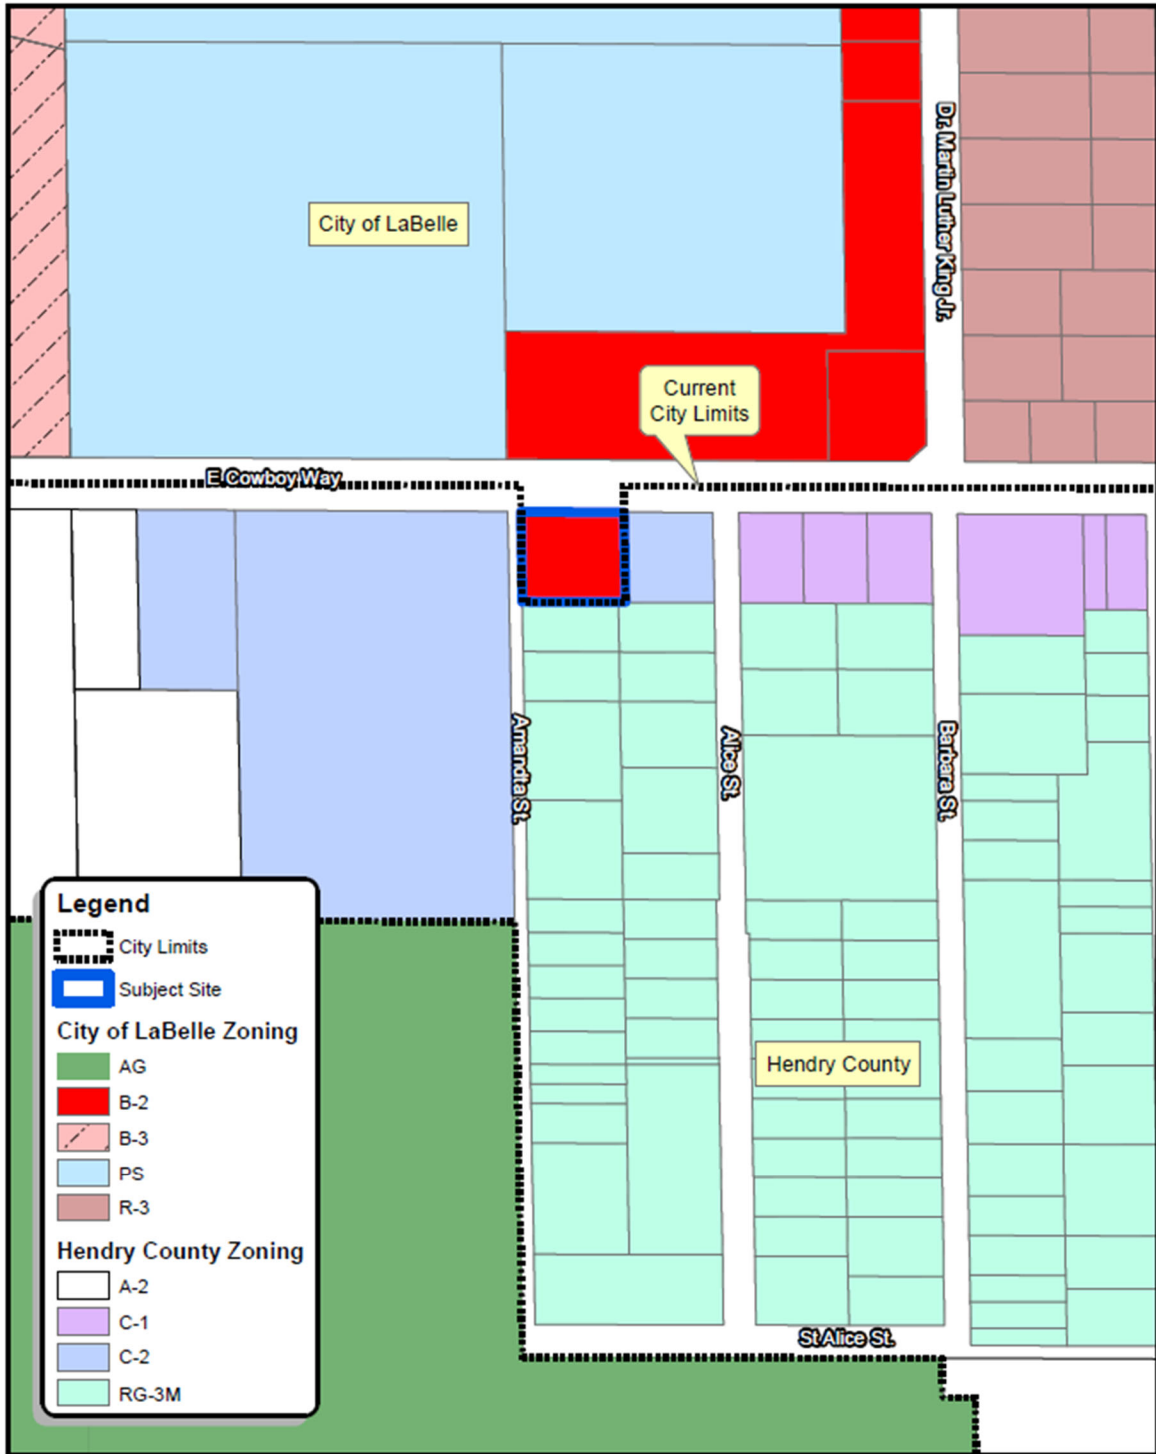 Dr. Martin Luther King Jr.
City of LaBelle
Current
City Limits
E Cowboy Way
Amandta St.
Alice St.
Barbara St.
Hendry County
St Alice St.
Legend
City Limits
Subject Site
City of LaBelle Zoning
AG
B-2
B-3
PS
R-3
Hendry County Zoning
A-2
C-1
C-2
RG-3M